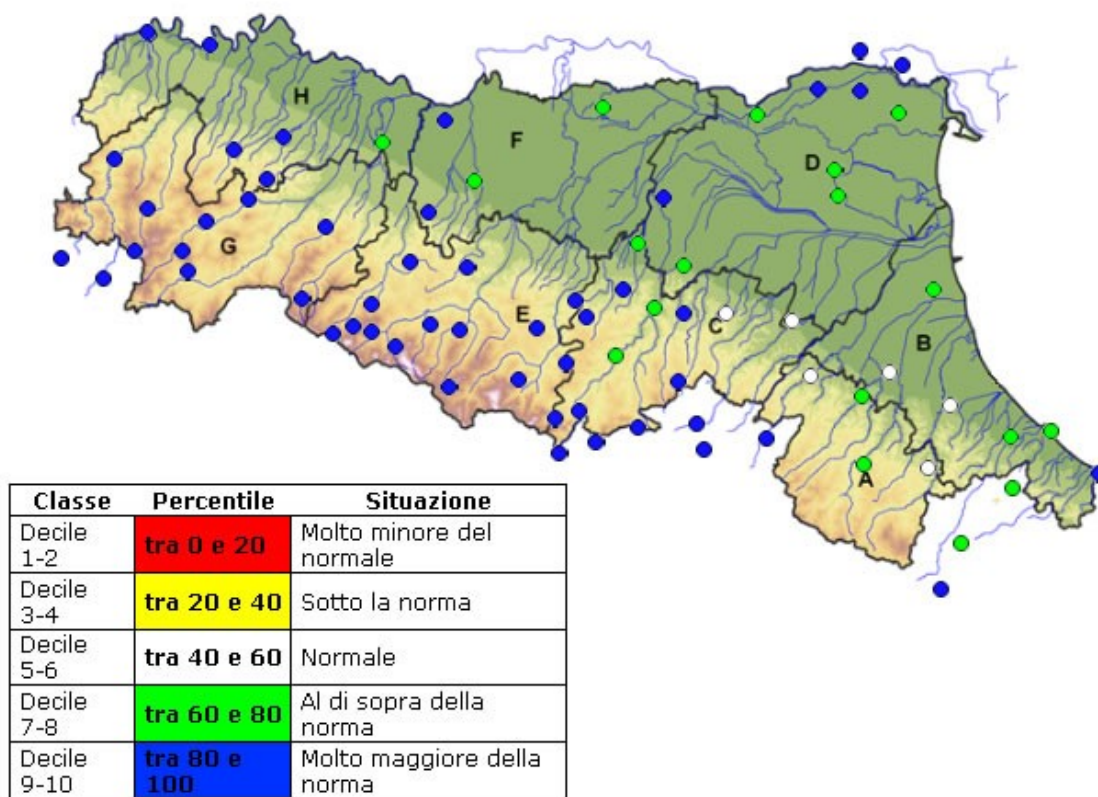 H
F
D
G
E
C
B
A
Classe Percentile Situazione
Decile
1-2
tra 0 e 20
Molto minore del
normale
Decile
3-4
tra 20 e 40
Sotto la norma
Decile
5-6
tra 40 e 60
Normale
Decile
7-8
tra 60 e 80
Al di sopra della
norma
Decile
9-10
tra 80 e
100
Molto maggiore della
norma